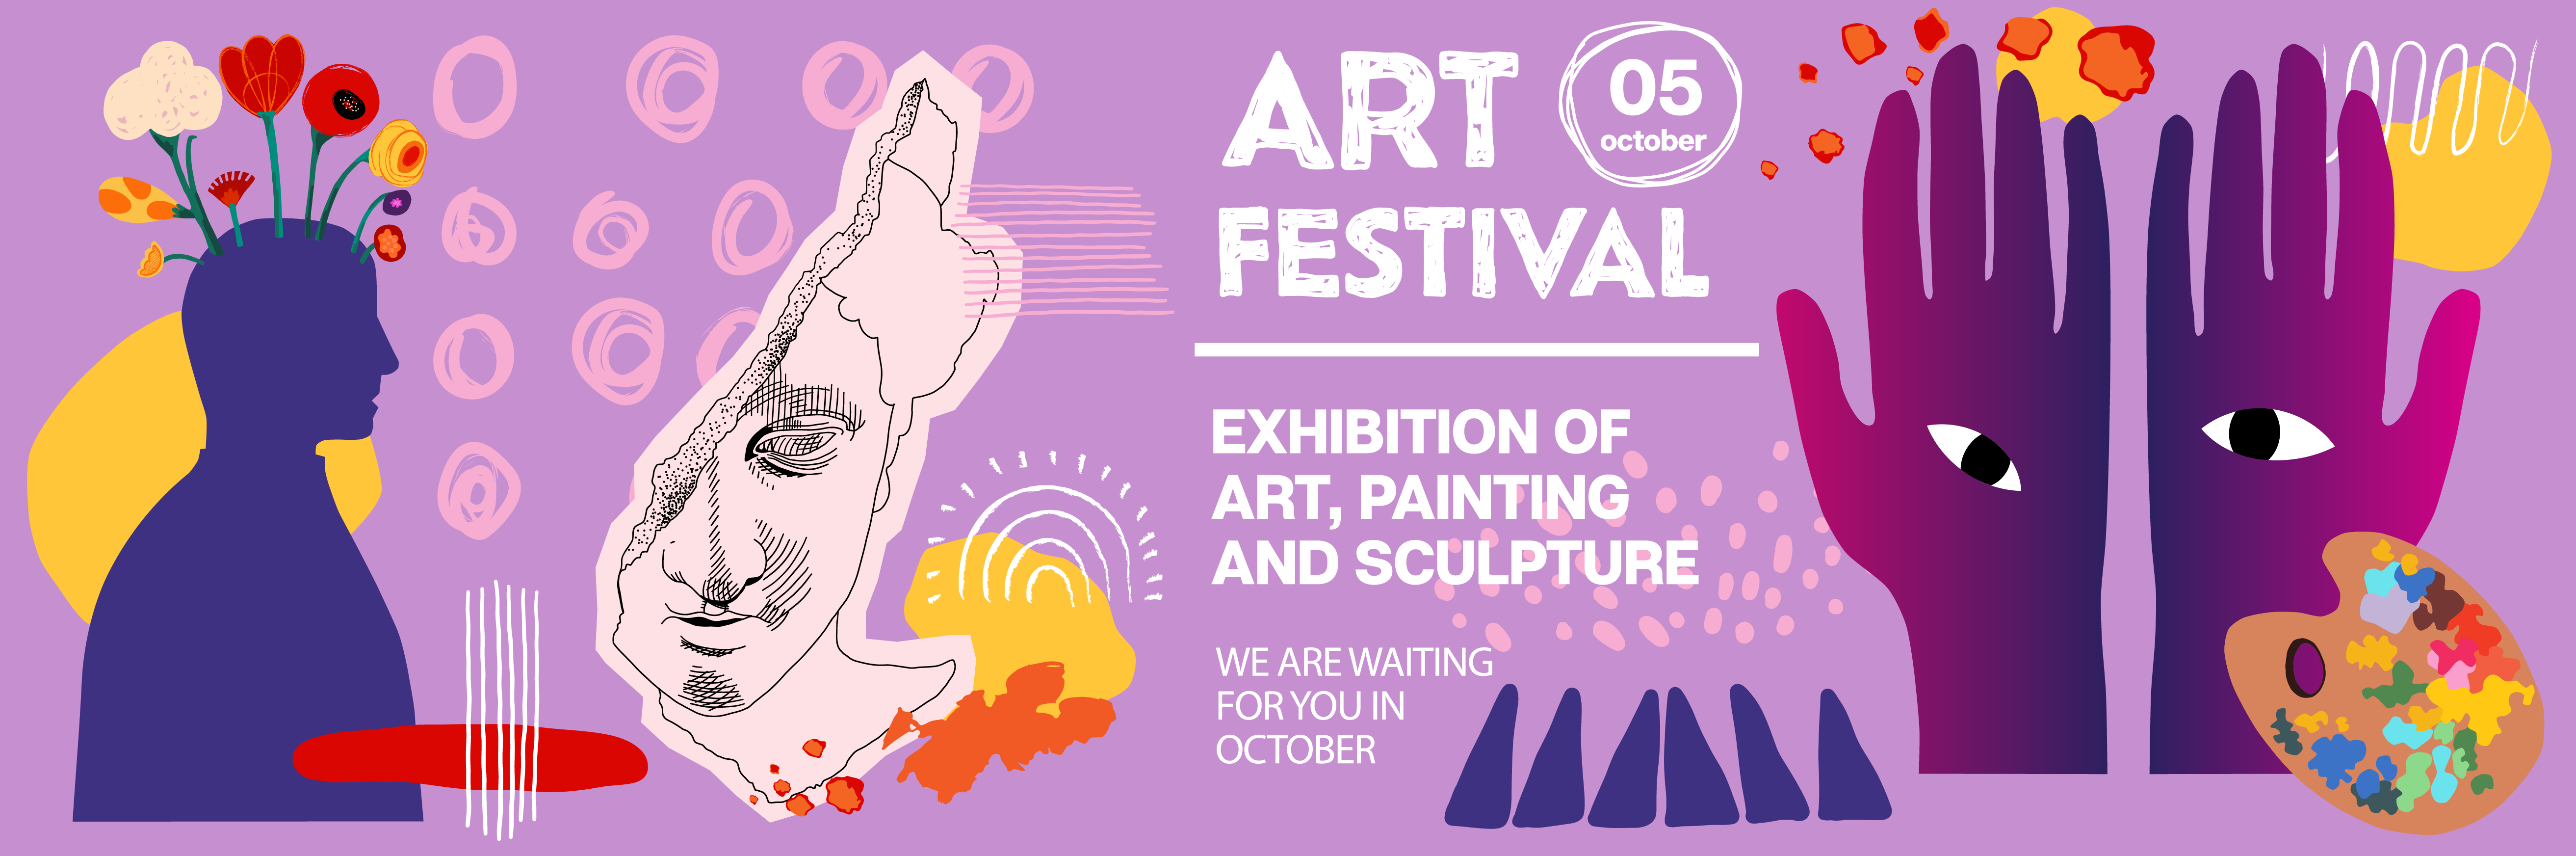 ART
05
october
FESTIVAL
EXHIBITION OF
ART, PAINTING
AND SCULPTURE
WE ARE WAITING
FOR YOU IN
OCTOBER